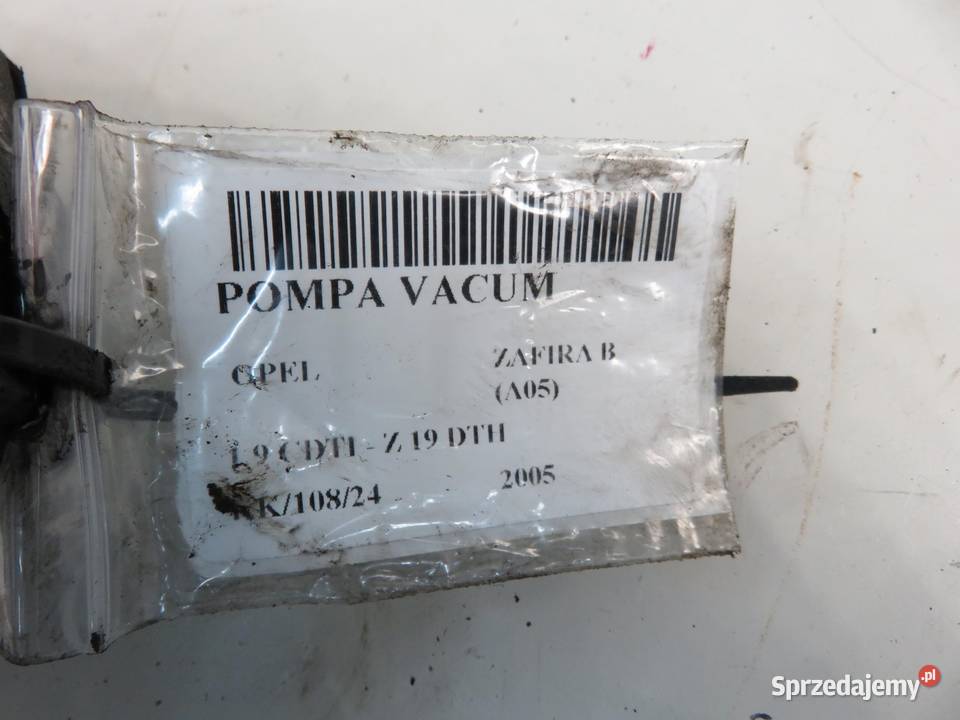 POMPA VACUM
OPEL ZAFIRA B
(A05)
1.9 CDTI - Z 19 DTH
K/108/24 2005
Sprzedajemy.pl